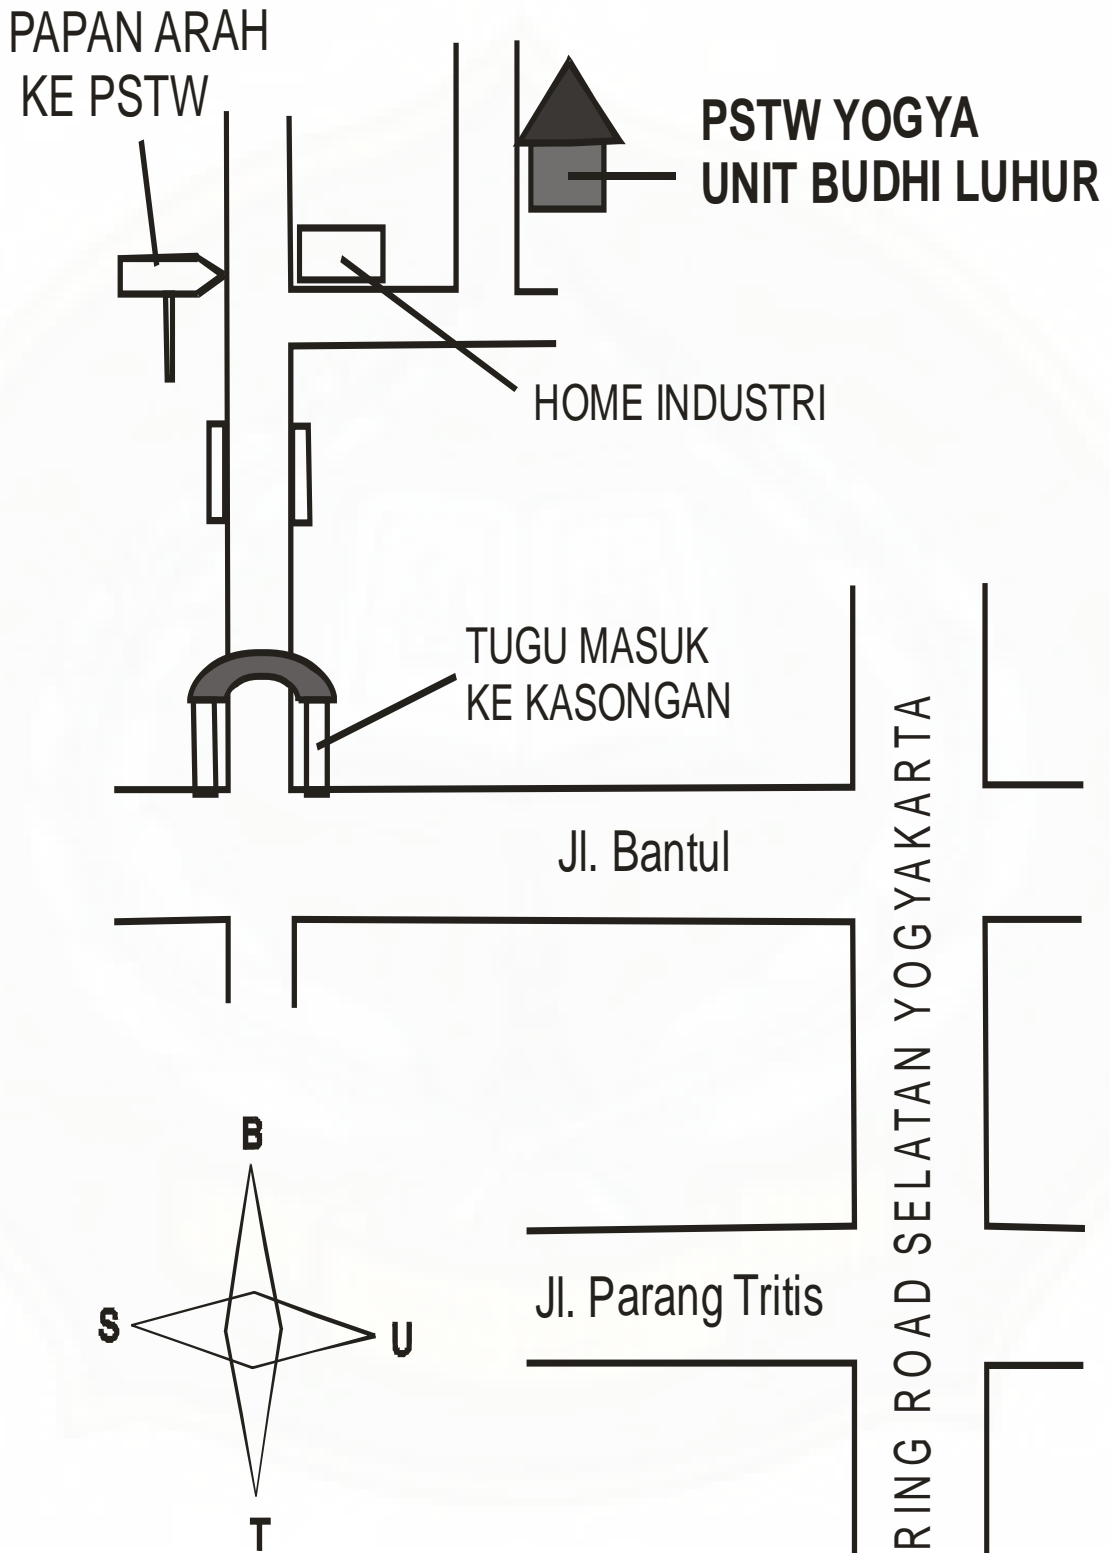 PAPAN ARAH
KE PSTW
PSTW YOGYA
UNIT BUDHI LUHUR
HOME INDUSTRI
TUGU MASUK
KE KASONGAN
Jl. Bantul
RING ROAD SELATAN YOGYAKARTA
B
S
U
T
Jl. Parang Tritis